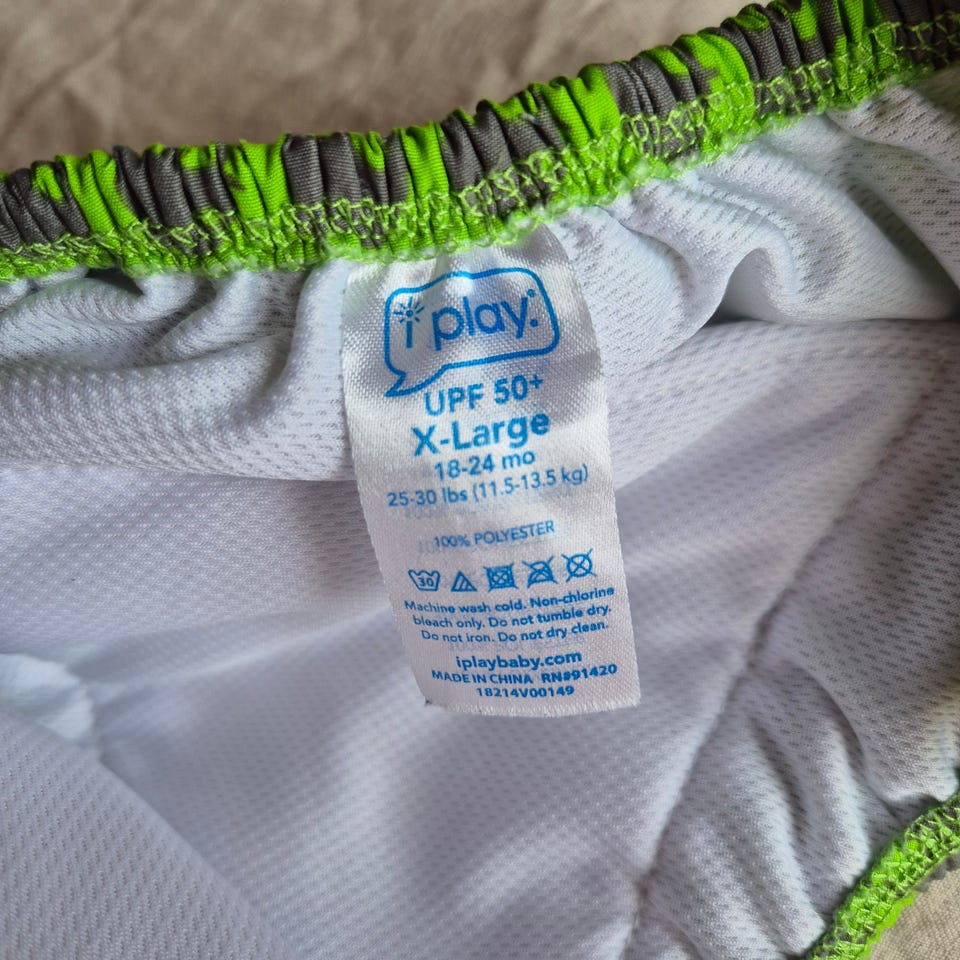 i play.®
UPF 50+
X-Large
18-24 mo
25-30 lbs (11.5-13.5 kg)
100% POLYESTER
30
Machine wash cold. Non-chlorine
bleach only. Do not tumble dry.
Do not iron. Do not dry clean.
iplaybaby.com
MADE IN CHINA RN#91420
18214V00149